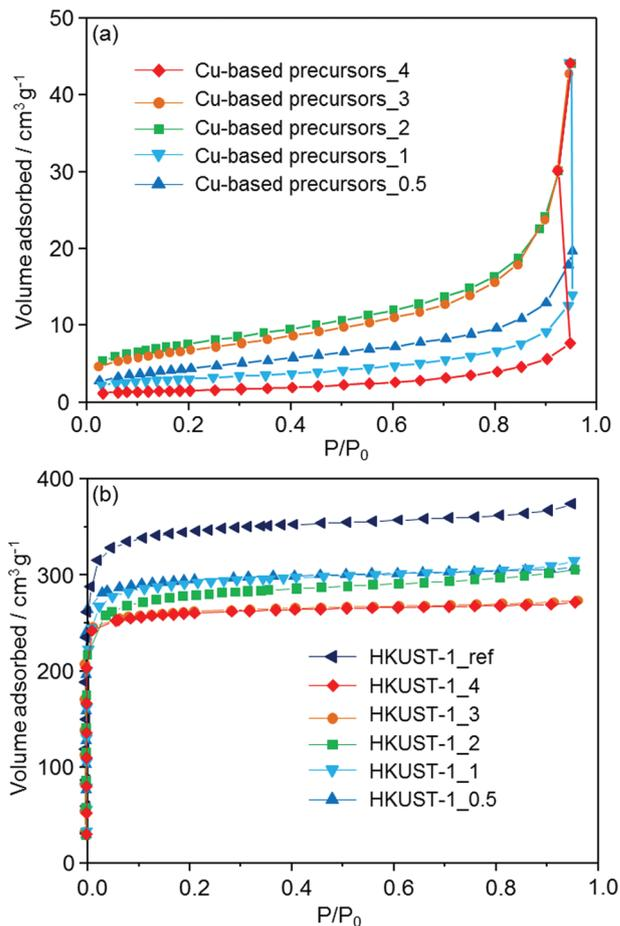 (a)
50
40
30
20
10
0
Volume adsorbed / cm³ g⁻¹
Cu-based precursors_4
Cu-based precursors_3
Cu-based precursors_2
Cu-based precursors_1
Cu-based precursors_0.5
0.0 0.2 0.4 0.6 0.8 1.0
P/P₀
(b)
400
300
200
100
0
Volume adsorbed / cm³ g⁻¹
HKUST-1_ref
HKUST-1_4
HKUST-1_3
HKUST-1_2
HKUST-1_1
HKUST-1_0.5
0.0 0.2 0.4 0.6 0.8 1.0
P/P₀